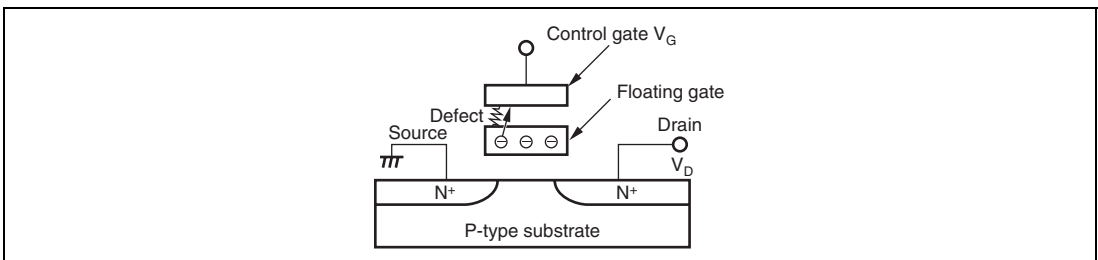 Control gate V_G
Floating gate
Defect
Source
Drain
⊖ ⊖ ⊖
V_D
N+ N+
P-type substrate